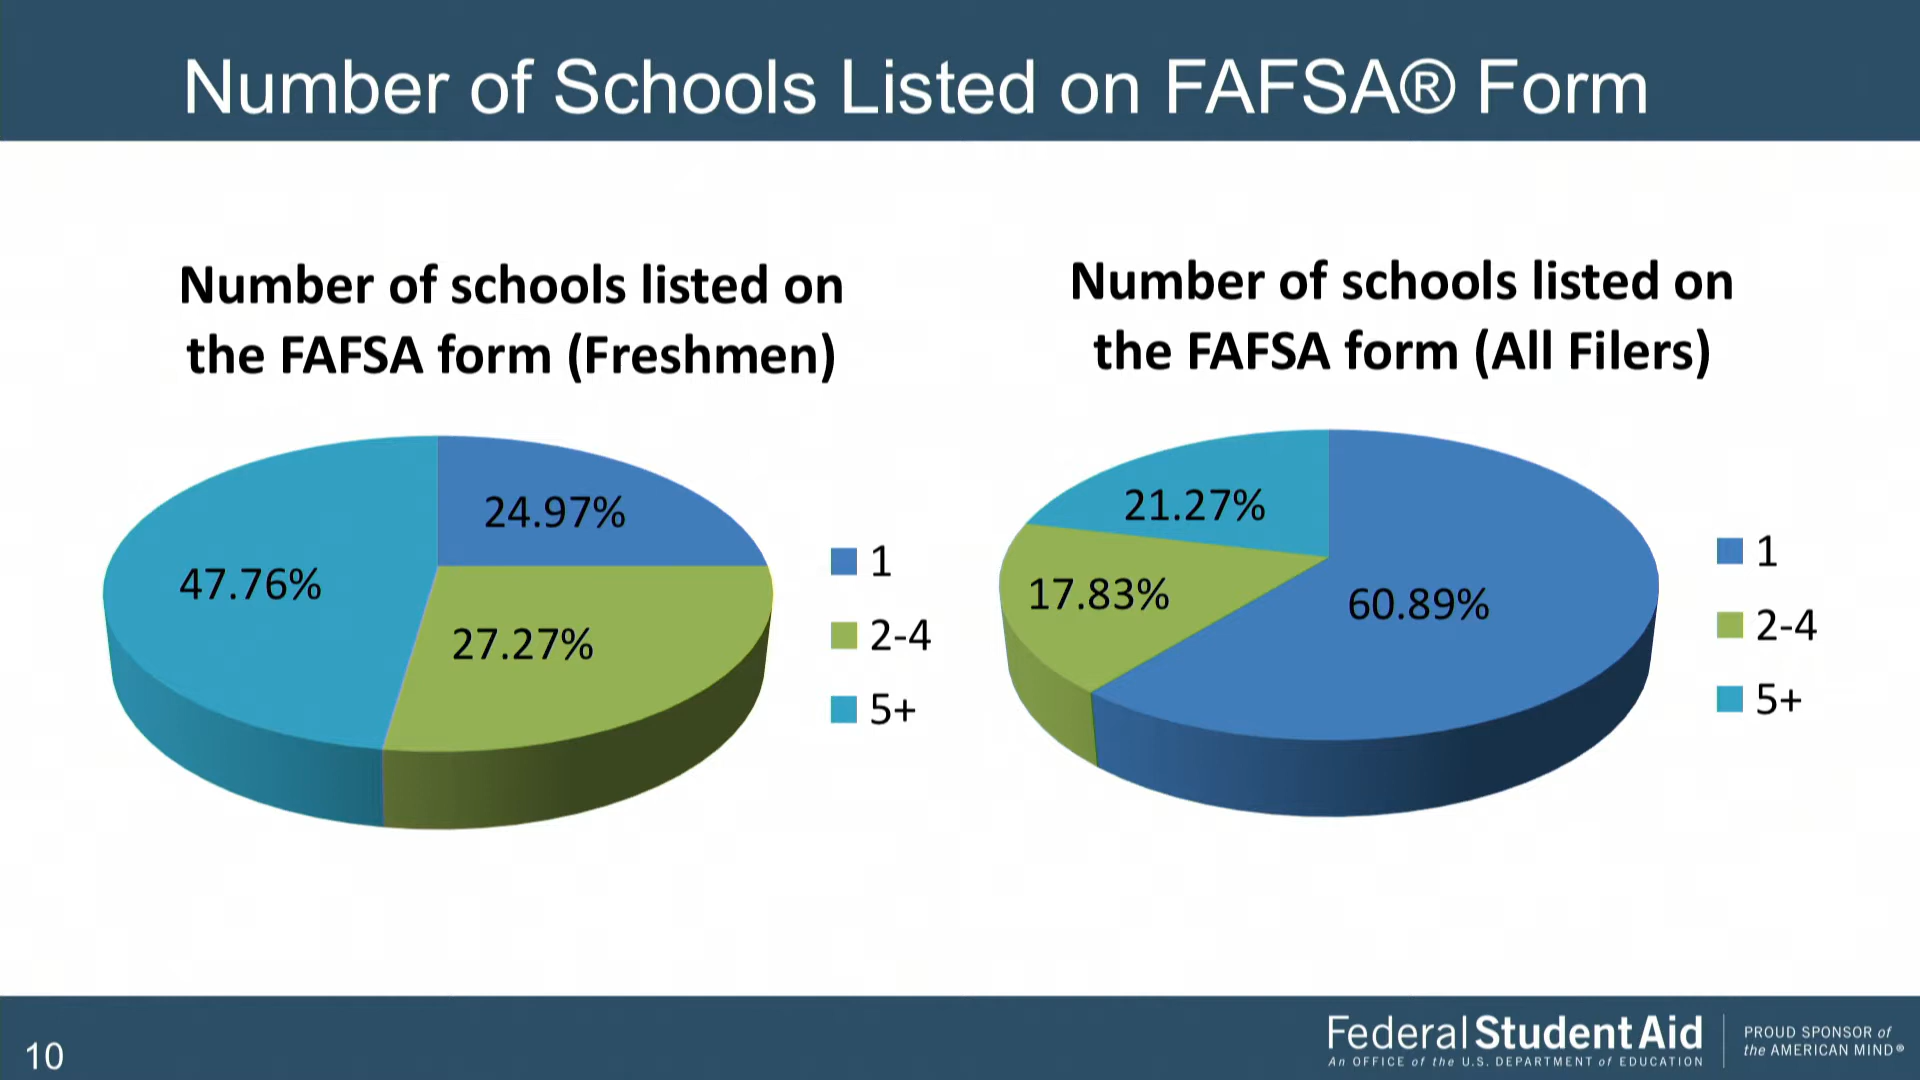 Number of Schools Listed on FAFSA® Form
Number of schools listed on
the FAFSA form (Freshmen)
24.97%
47.76%
27.27%
1
2-4
5+
Number of schools listed on
the FAFSA form (All Filers)
21.27%
17.83%
60.89%
1
2-4
5+
10
Federal Student Aid
An OFFICE of the U.S. DEPARTMENT of EDUCATION
PROUD SPONSOR of
the AMERICAN MIND®